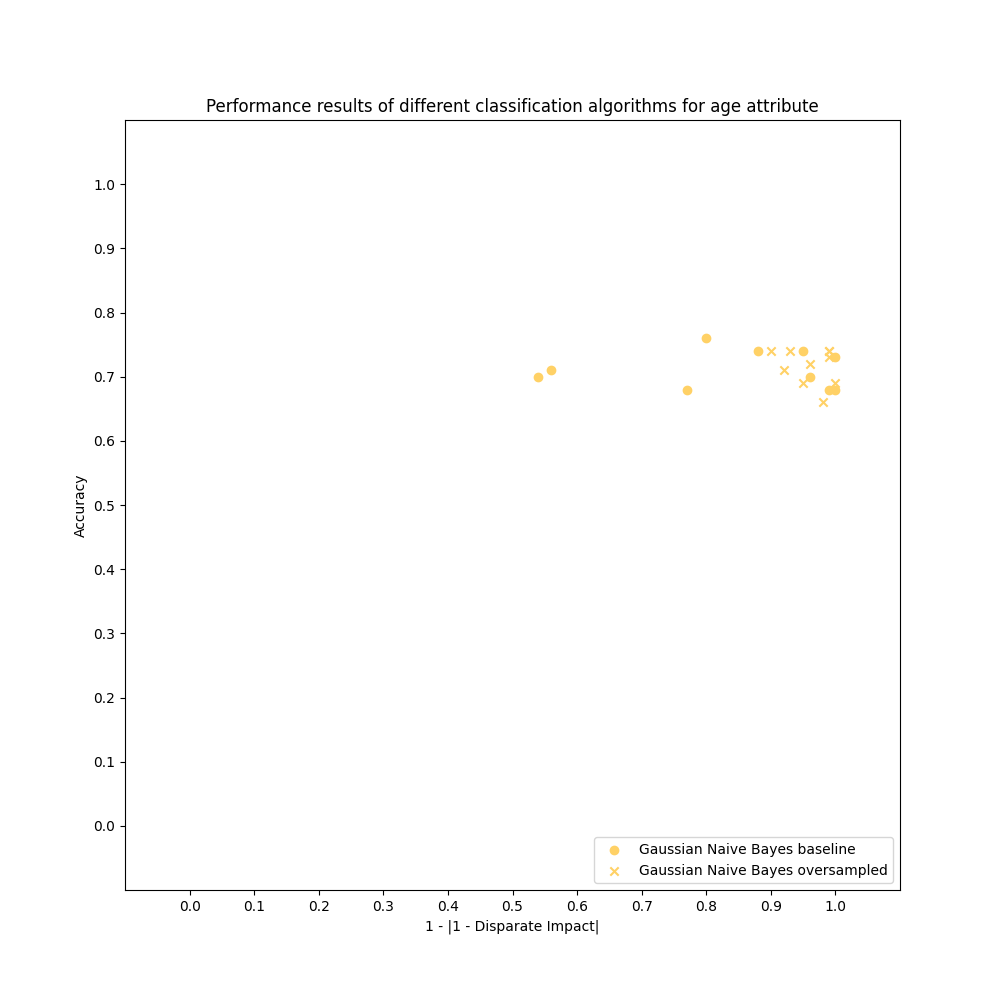 Performance results of different classification algorithms for age attribute
1.0
0.9
0.8
0.7
0.6
0.5
0.4
0.3
0.2
0.1
0.0
Accuracy
Gaussian Naive Bayes baseline
Gaussian Naive Bayes oversampled
0.0 0.1 0.2 0.3 0.4 0.5 0.6 0.7 0.8 0.9 1.0
1 - |1 - Disparate Impact|